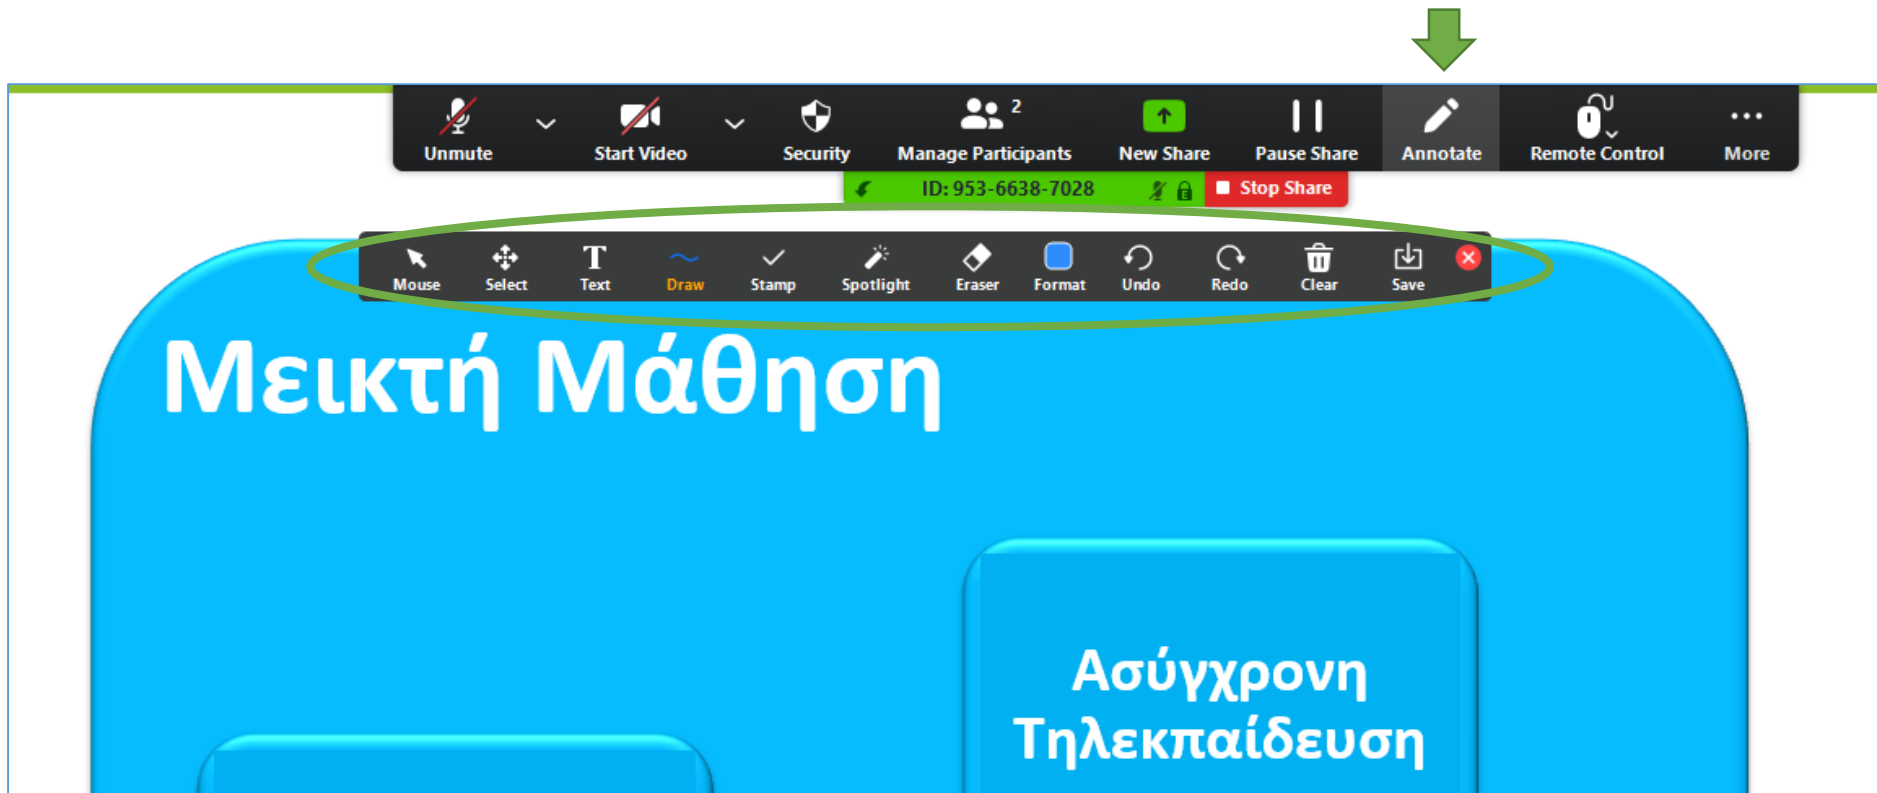 2
Unmute Start Video Security Manage Participants New Share Pause Share Annotate Remote Control More
ID: 953-6638-7028 Stop Share
Mouse Select Text Draw Stamp Spotlight Eraser Format Undo Redo Clear Save
Μεικτή Μάθηση
Ασύγχρονη
Τηλεκπαίδευση